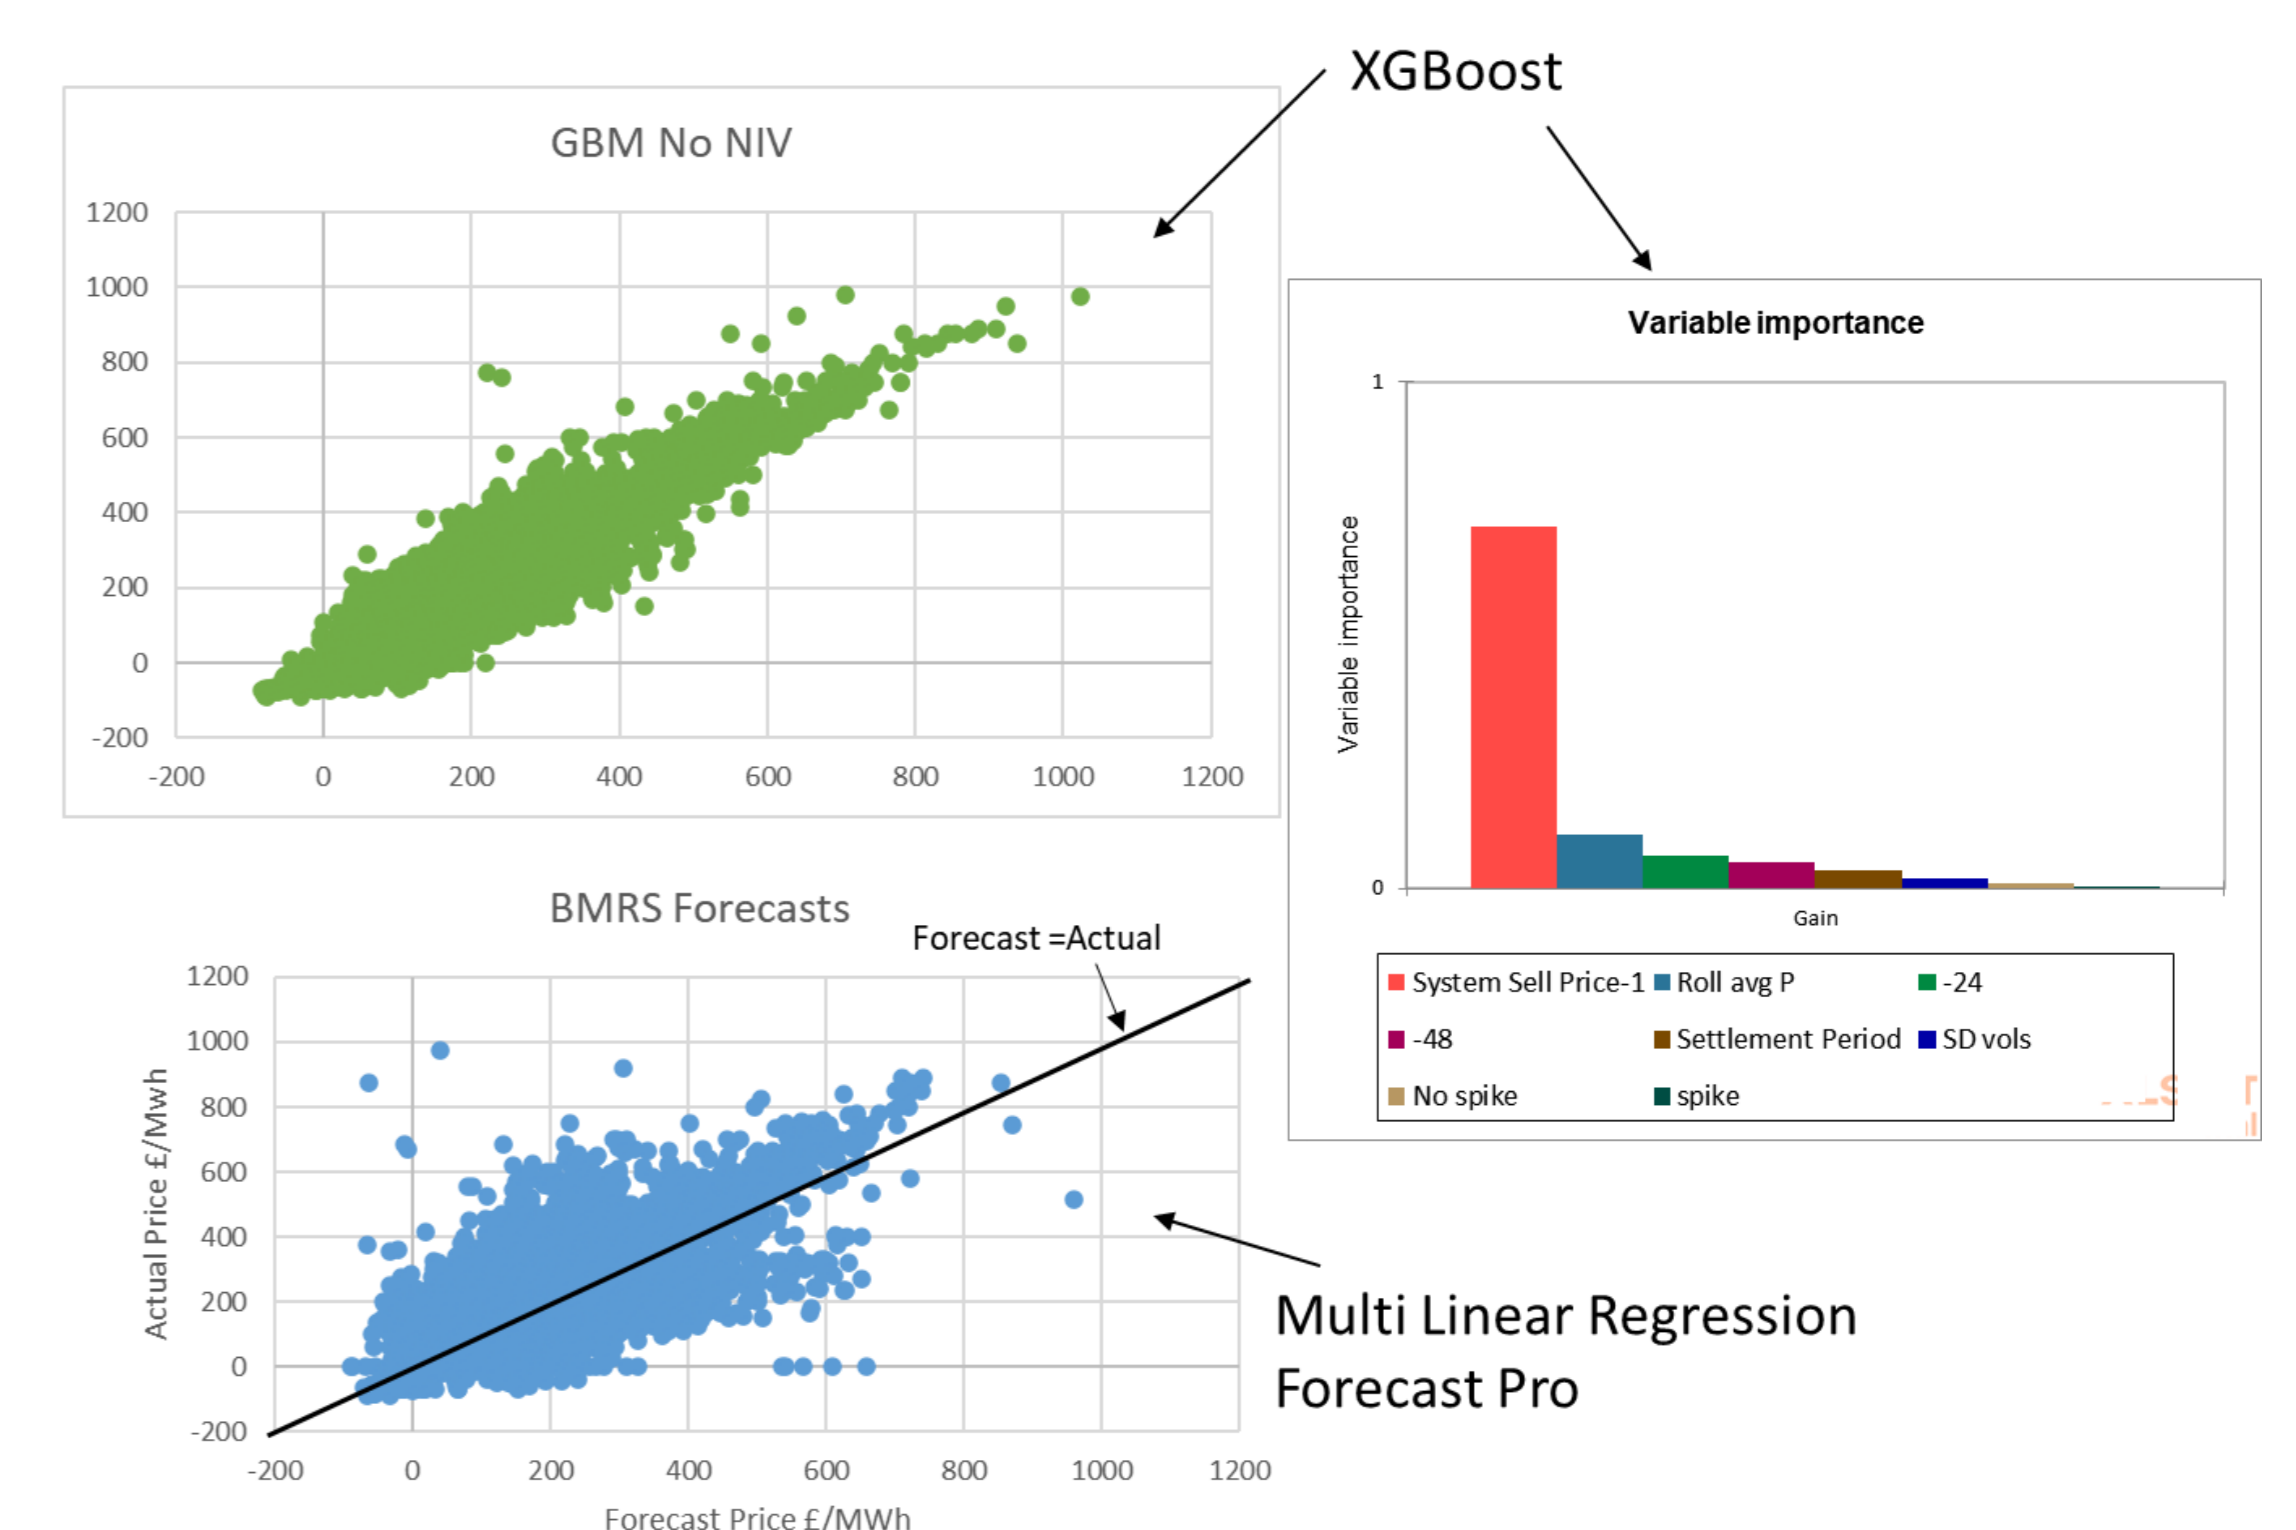 XGBoost
GBM No NIV
1200
1000
800
600
400
200
0
-200
-200 0 200 400 600 800 1000 1200
Variable importance
Variable importance
1
0
Gain
System Sell Price-1 Roll avg P -24
-48 Settlement Period SD vols
No spike spike
BMRS Forecasts
Forecast =Actual
Actual Price £/Mwh
1200
1000
800
600
400
200
0
-200
-200 0 200 400 600 800 1000 1200
Forecast Price £/MWh
Multi Linear Regression
Forecast Pro